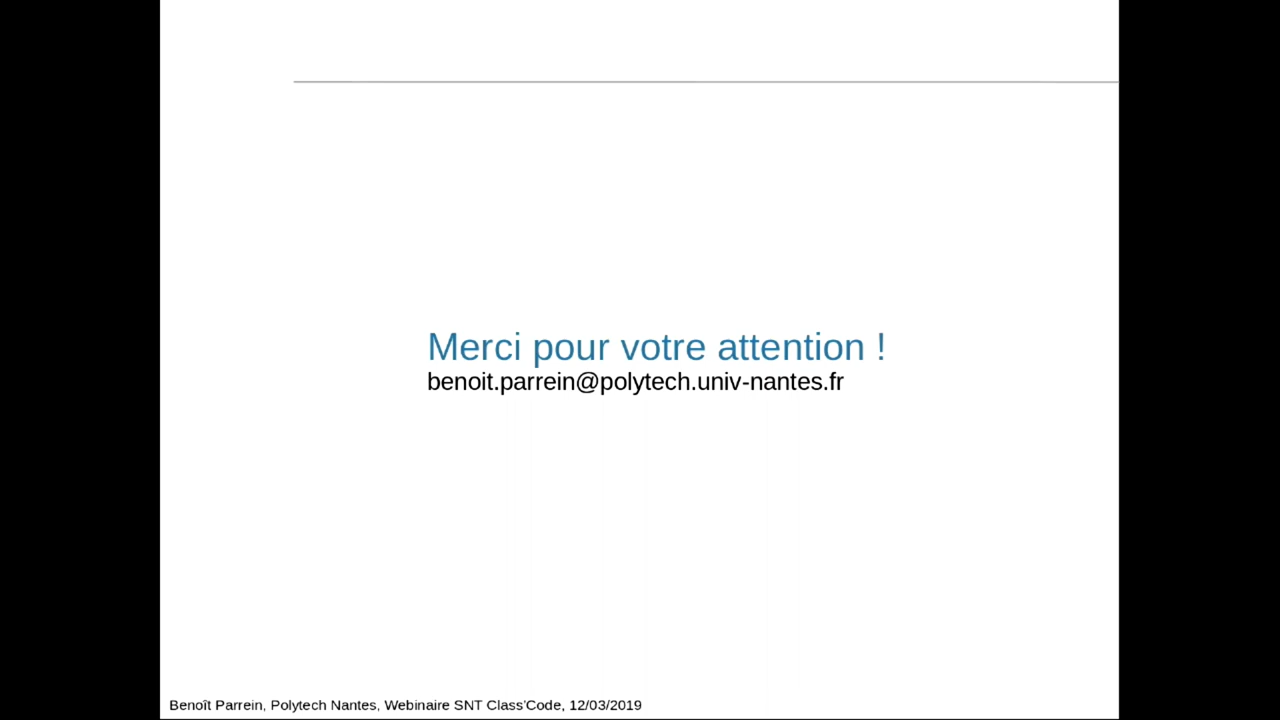 Merci pour votre attention !
benoit.parrein@polytech.univ-nantes.fr
Benoît Parrein, Polytech Nantes, Webinaire SNT Class'Code, 12/03/2019